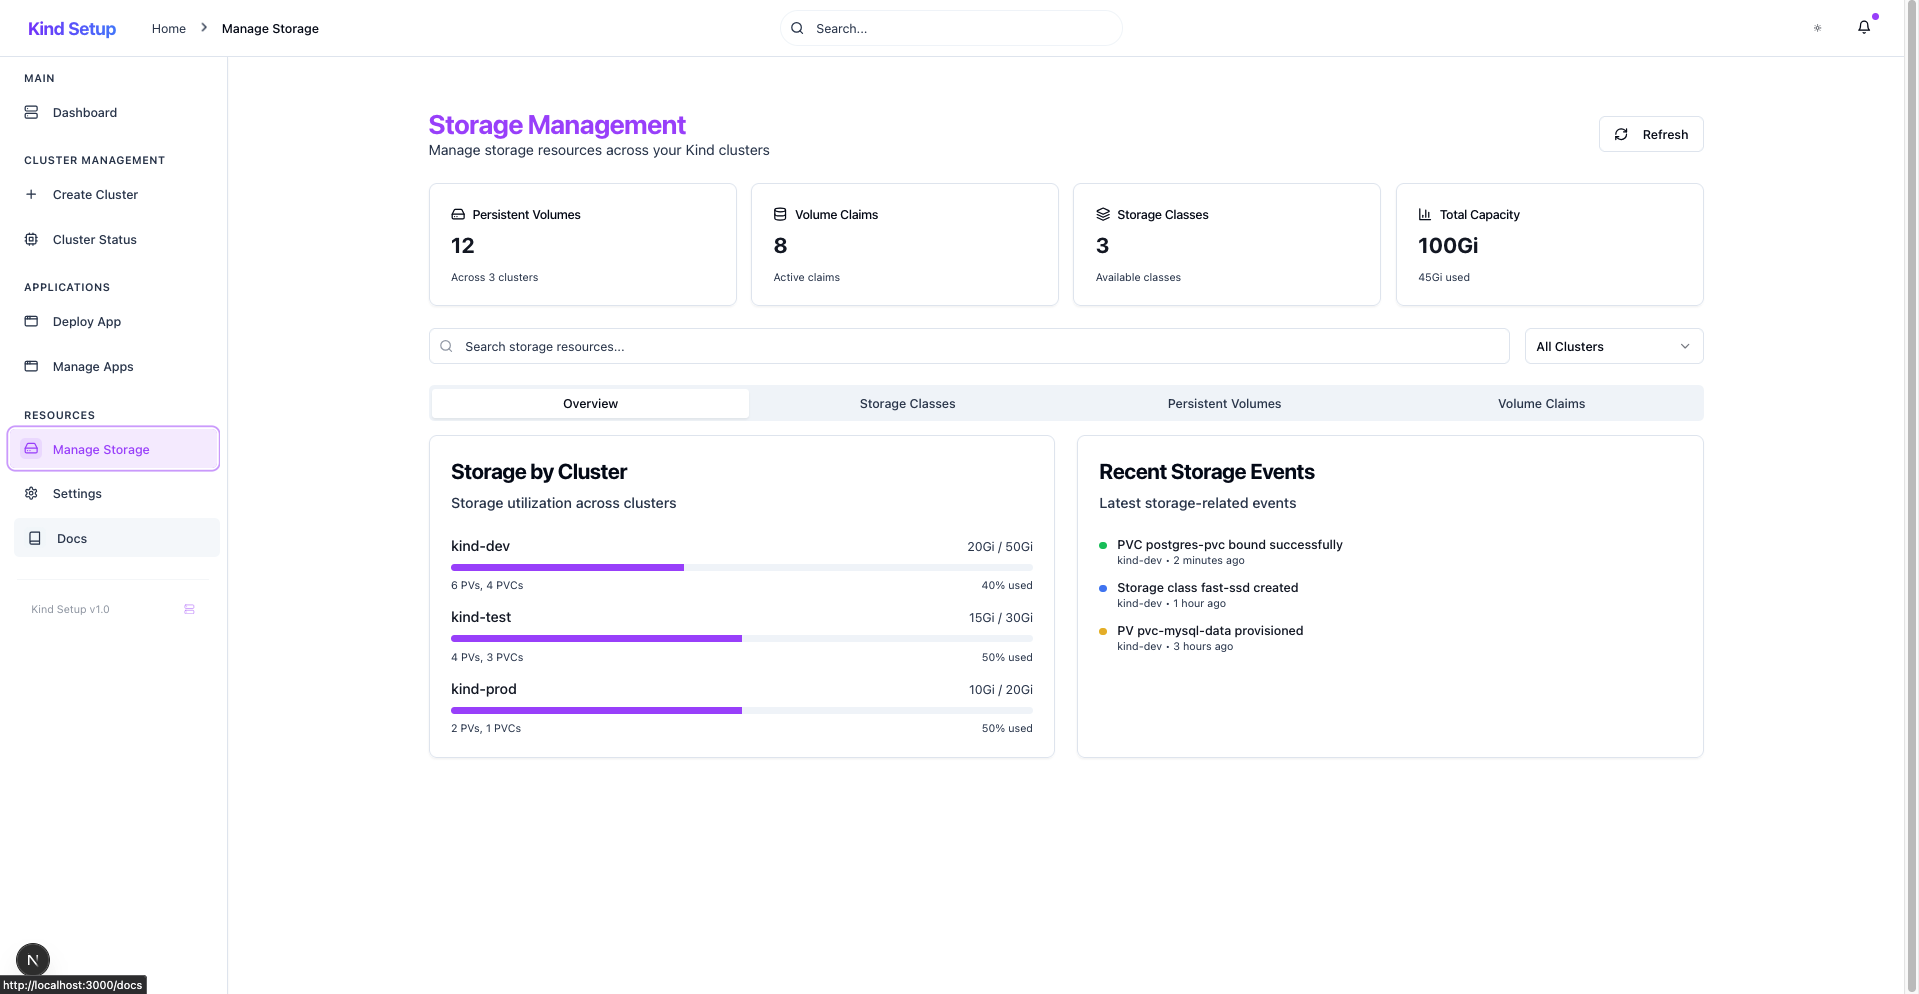 Kind Setup
Home
Manage Storage
Search...
MAIN
Dashboard
CLUSTER MANAGEMENT
Create Cluster
Cluster Status
APPLICATIONS
Deploy App
Manage Apps
RESOURCES
Manage Storage
Settings
Docs
Kind Setup v1.0
N
http://localhost:3000/docs
Storage Management
Manage storage resources across your Kind clusters
Refresh
Persistent Volumes
12
Across 3 clusters
Volume Claims
8
Active claims
Storage Classes
3
Available classes
Total Capacity
100Gi
45Gi used
Search storage resources...
All Clusters
Overview
Storage Classes
Persistent Volumes
Volume Claims
Storage by Cluster
Storage utilization across clusters
kind-dev
20Gi / 50Gi
6 PVs, 4 PVCs
40% used
kind-test
15Gi / 30Gi
4 PVs, 3 PVCs
50% used
kind-prod
10Gi / 20Gi
2 PVs, 1 PVCs
50% used
Recent Storage Events
Latest storage-related events
PVC postgres-pvc bound successfully
kind-dev • 2 minutes ago
Storage class fast-ssd created
kind-dev • 1 hour ago
PV pvc-mysql-data provisioned
kind-dev • 3 hours ago